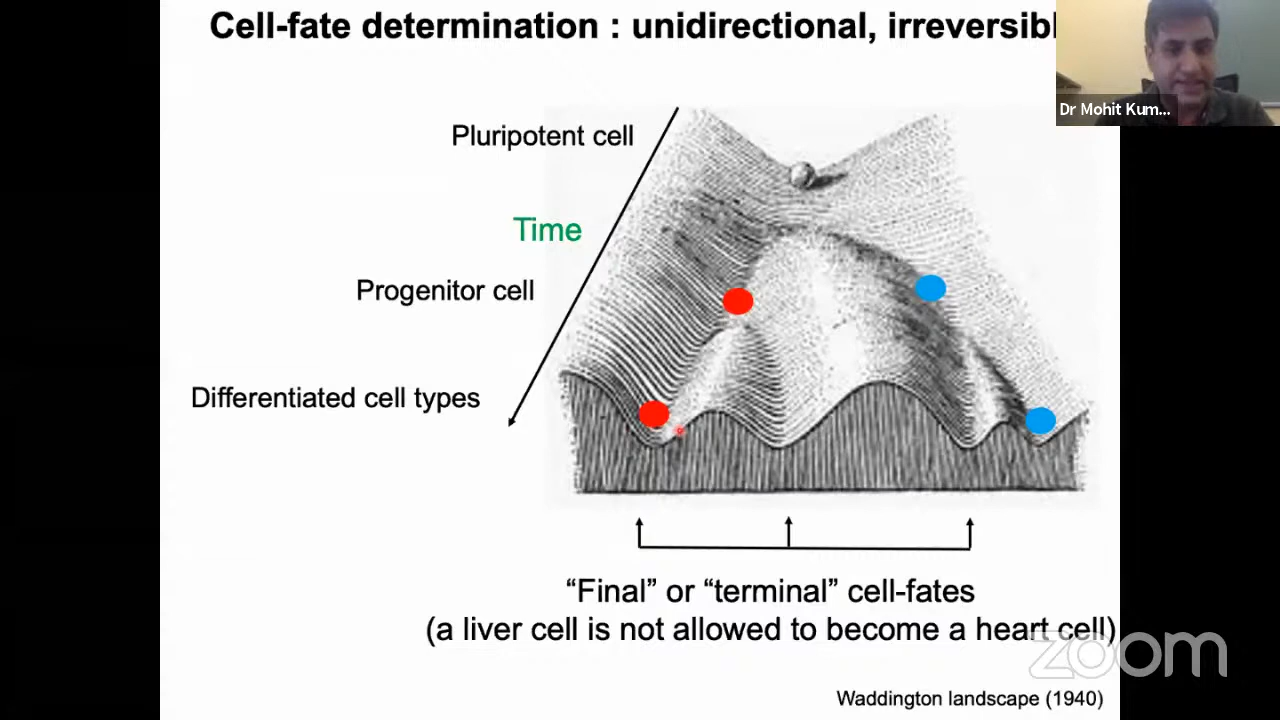 Cell-fate determination : unidirectional, irreversibl
Dr Mohit Kum...
Pluripotent cell
Time
Progenitor cell
Differentiated cell types
“Final” or “terminal” cell-fates
(a liver cell is not allowed to become a heart cell)
zoom
Waddington landscape (1940)